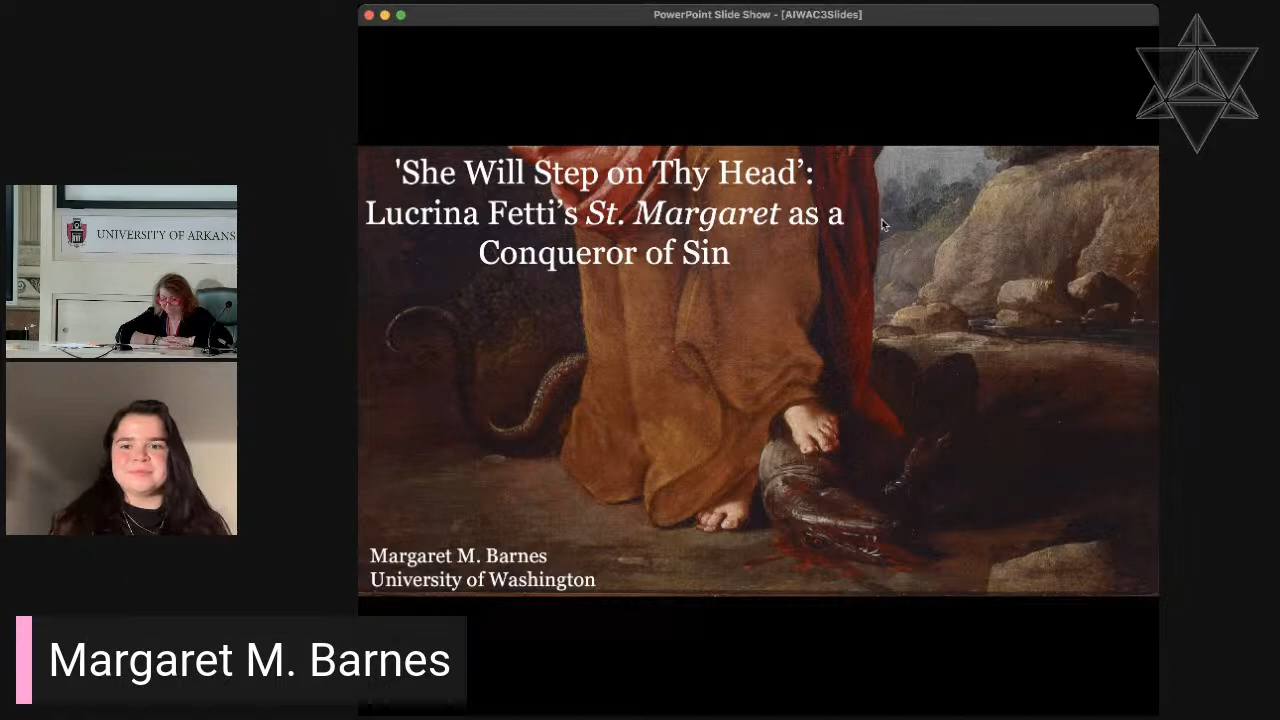 PowerPoint Slide Show - [AIWAC3Slides]
'She Will Step on Thy Head’:
Lucrina Fetti’s St. Margaret as a
Conqueror of Sin
UNIVERSITY OF ARKANS
Margaret M. Barnes
University of Washington
Margaret M. Barnes